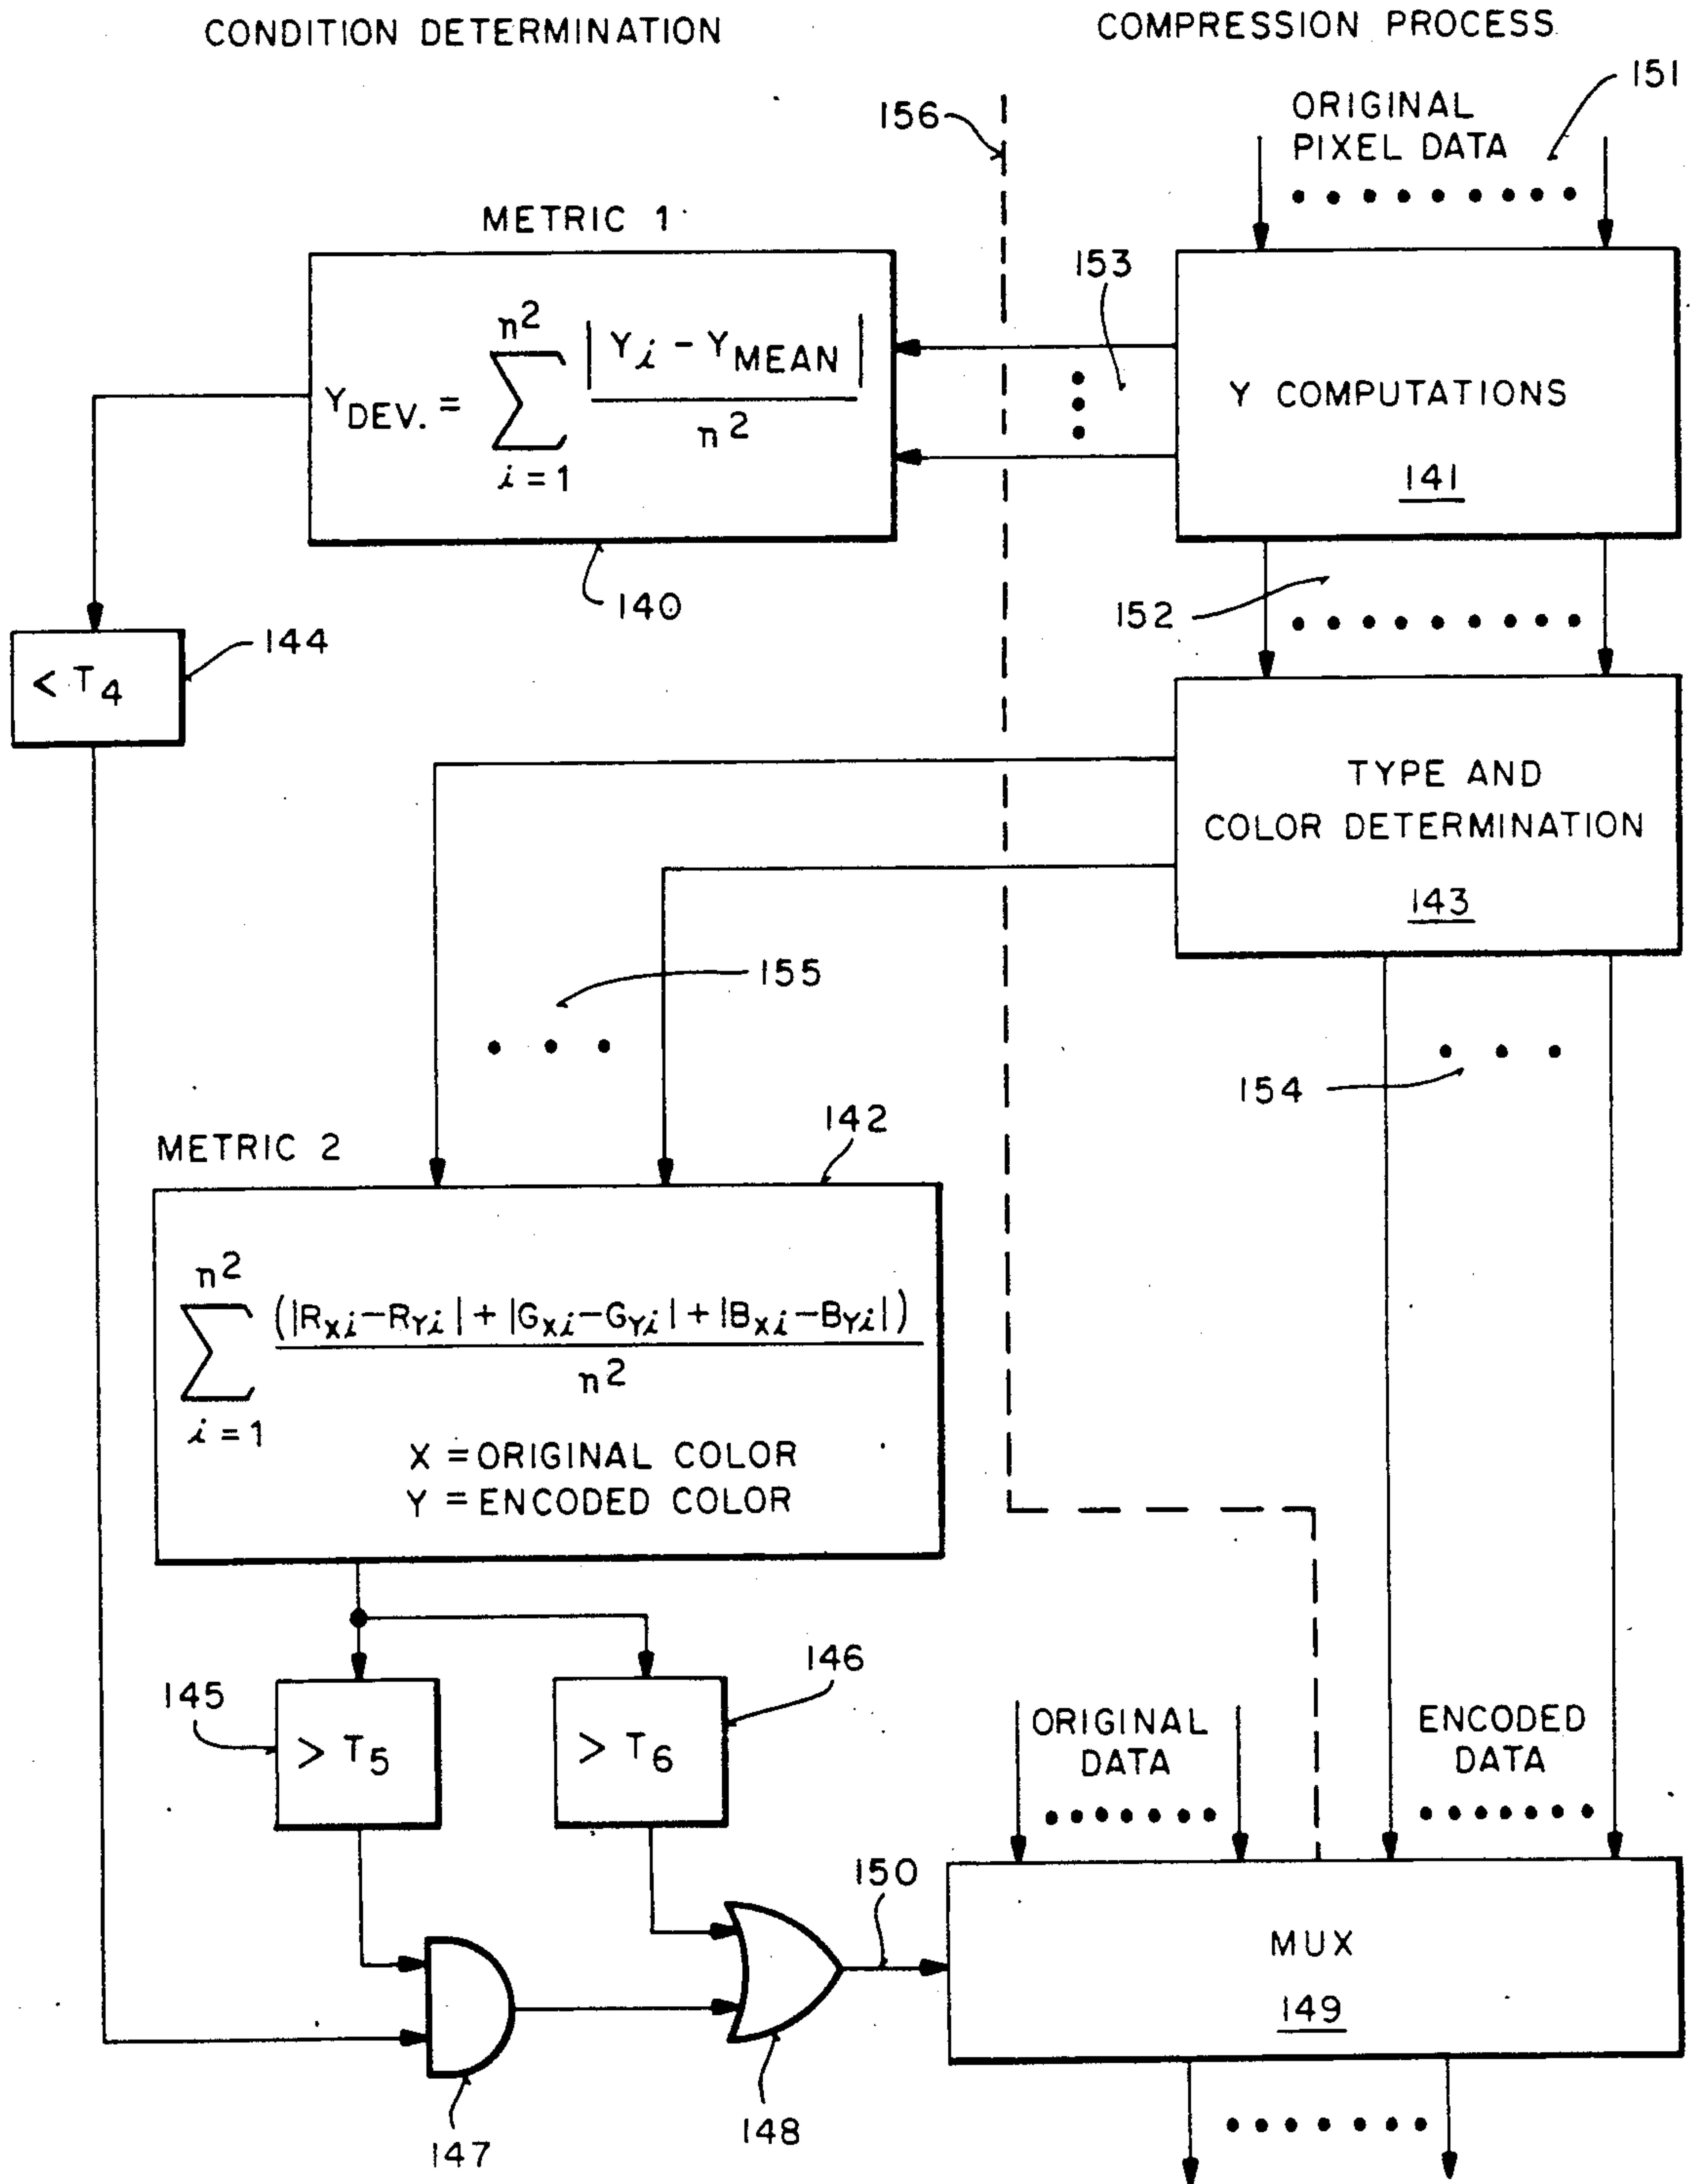 CONDITION DETERMINATION
COMPRESSION PROCESS
151
156
ORIGINAL
PIXEL DATA
METRIC 1
153
Y_DEV. = ∑_{i=1}^{n²} |Y_i - Y_MEAN| / n²
Y COMPUTATIONS
141
140
152
144
< T4
TYPE AND
COLOR DETERMINATION
143
155
154
142
METRIC 2
∑_{i=1}^{n²} (|R_Xi-R_Yi| + |G_Xi-G_Yi| + |B_Xi-B_Yi|) / n²
X = ORIGINAL COLOR
Y = ENCODED COLOR
145
146
> T5
> T6
ORIGINAL
DATA
ENCODED
DATA
150
MUX
149
147
148